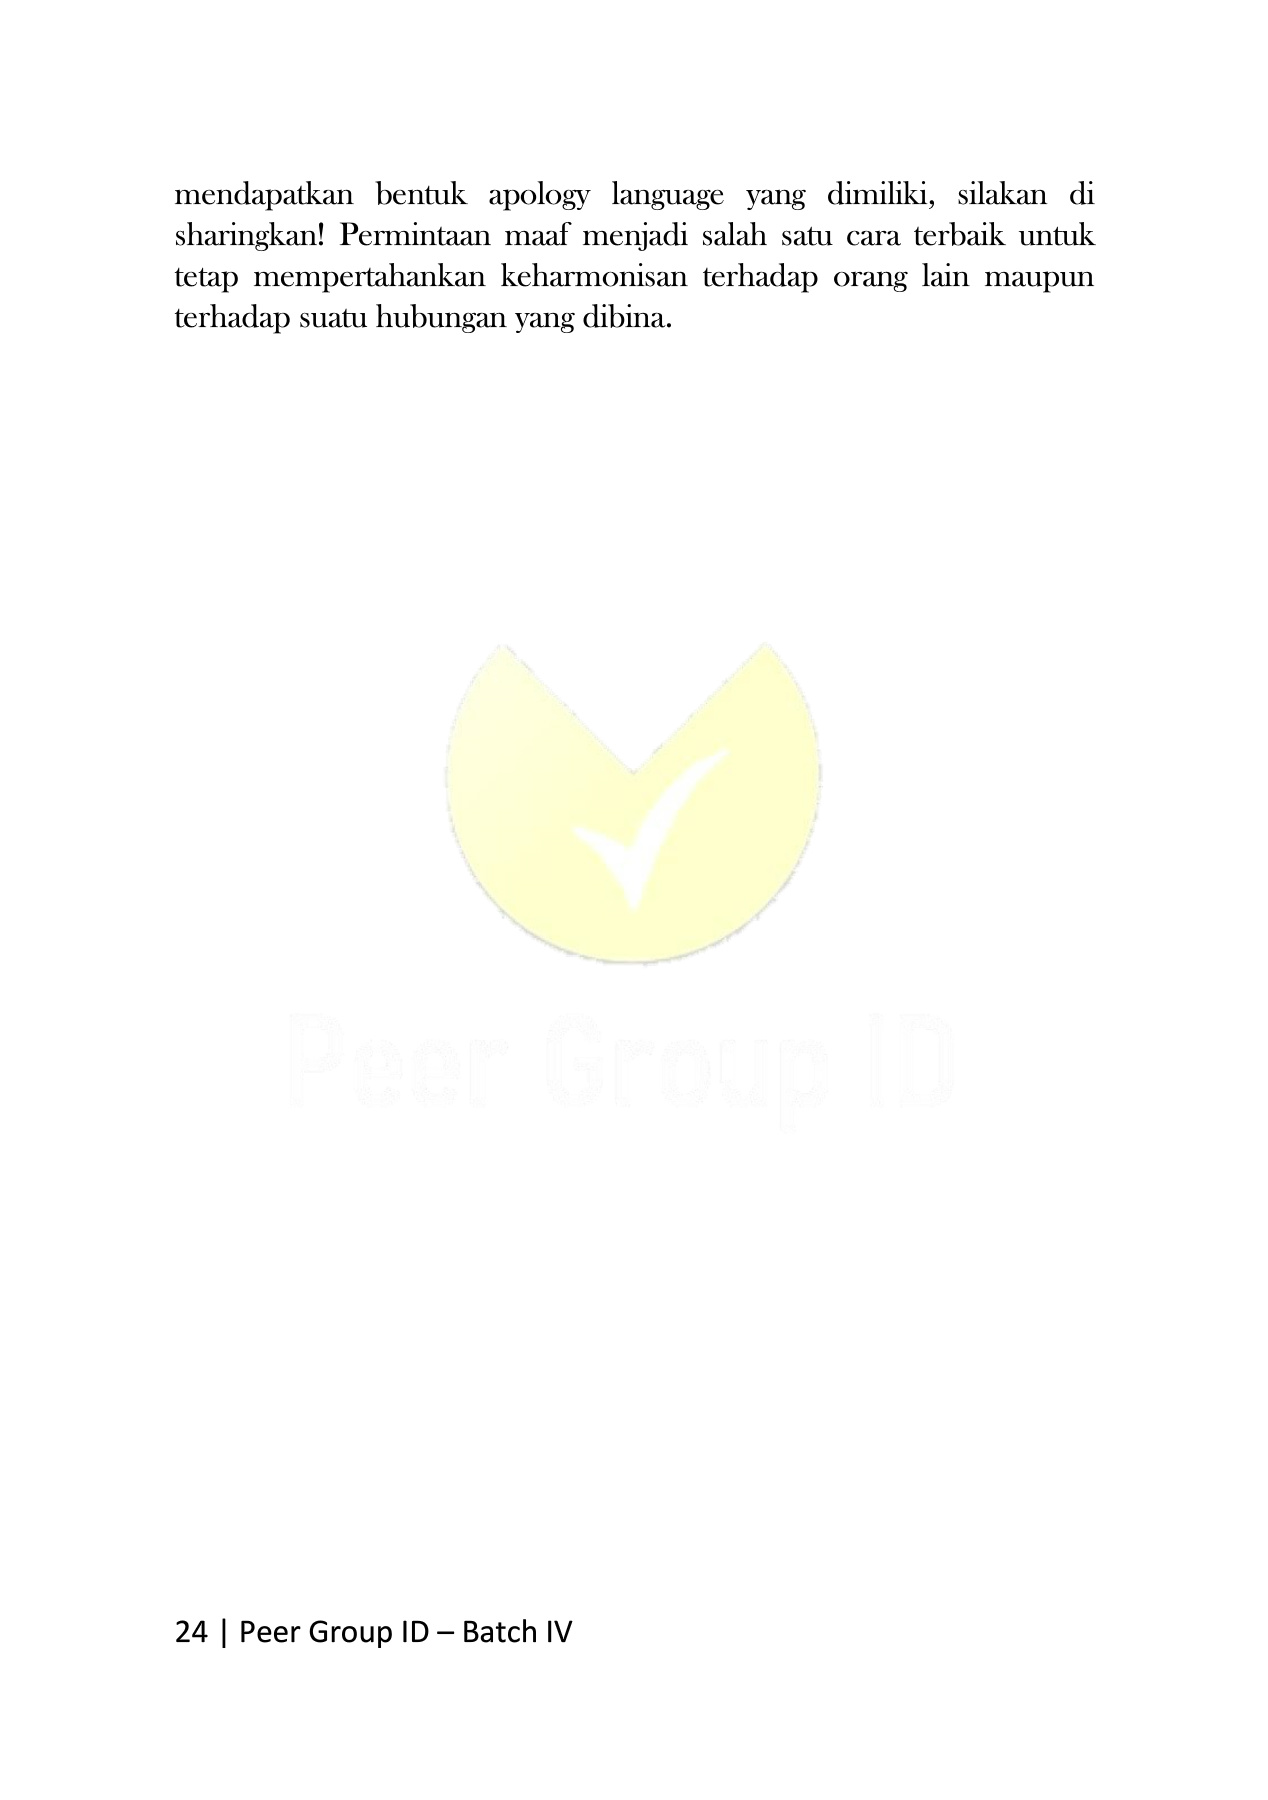 mendapatkan bentuk apology language yang dimiliki, silakan di
sharingkan! Permintaan maaf menjadi salah satu cara terbaik untuk
tetap mempertahankan keharmonisan terhadap orang lain maupun
terhadap suatu hubungan yang dibina.
Peer Group ID
24 | Peer Group ID – Batch IV